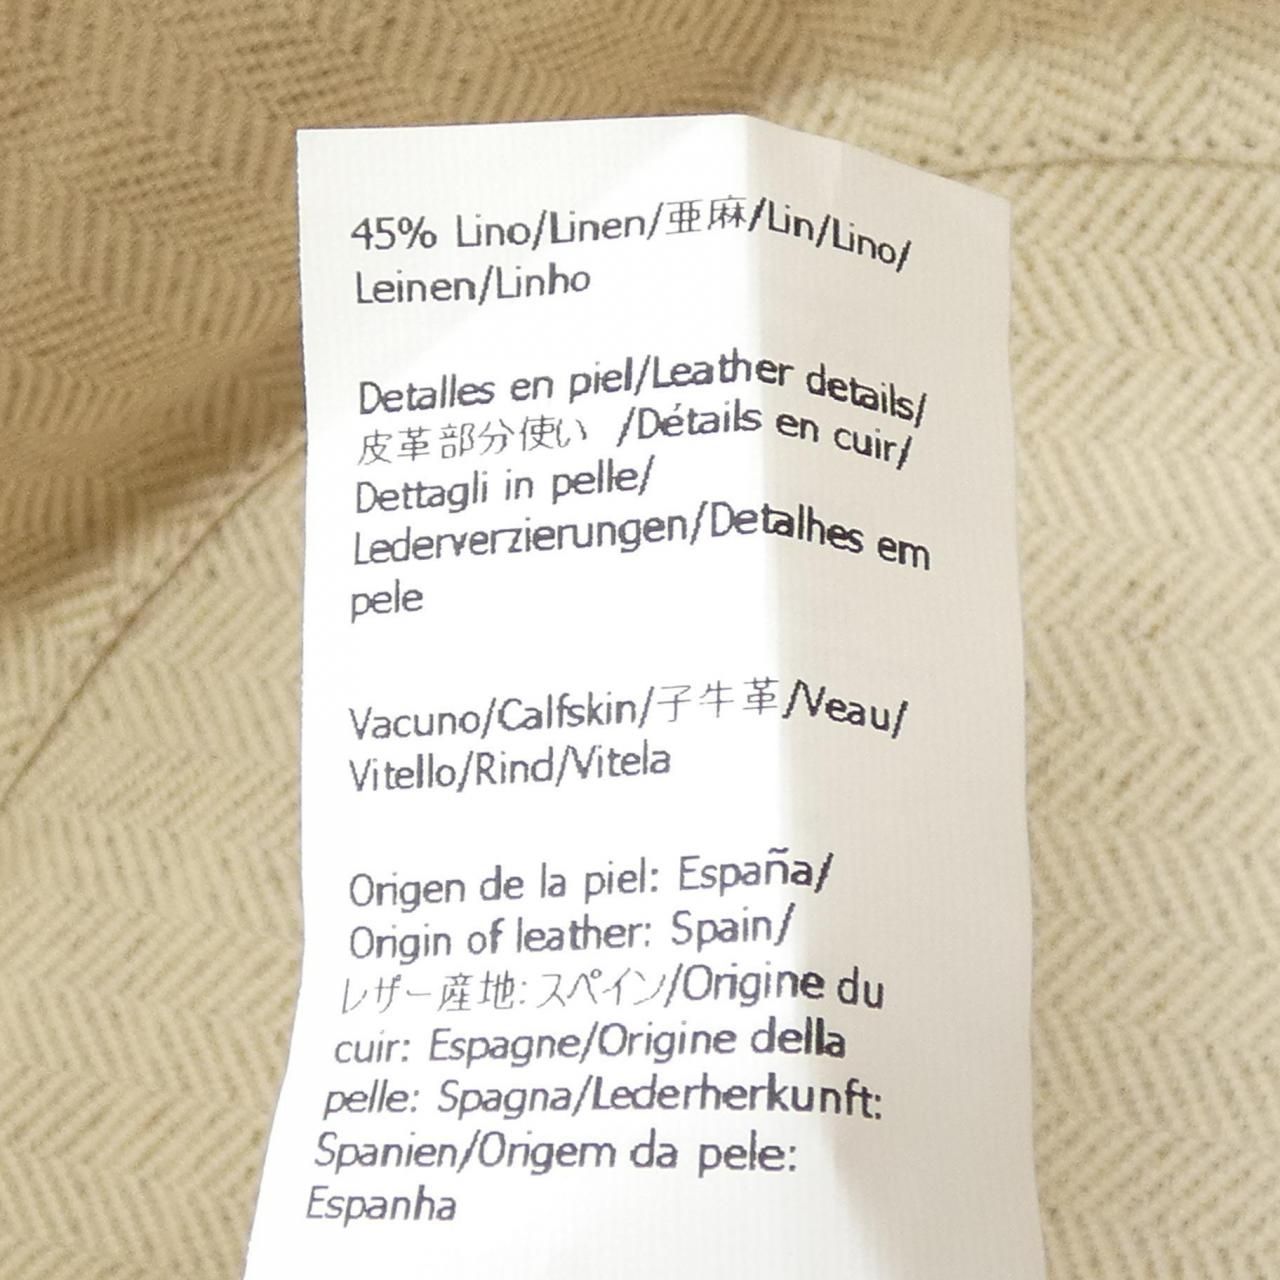 45% Lino/Linen/亜麻/Lin/Lino/
Leinen/Linho
Detalles en piel/Leather details/
皮革部分使い /Détails en cuir/
Dettagli in pelle/
Lederverzierungen/Detalhes em
pele
Vacuno/Calfskin/子牛革/Veau/
Vitello/Rind/Vitela
Origen de la piel: España/
Origin of leather: Spain/
レザー産地: スペイン/Origine du
cuir: Espagne/Origine della
pelle: Spagna/Lederherkunft:
Spanien/Origem da pele:
Espanha